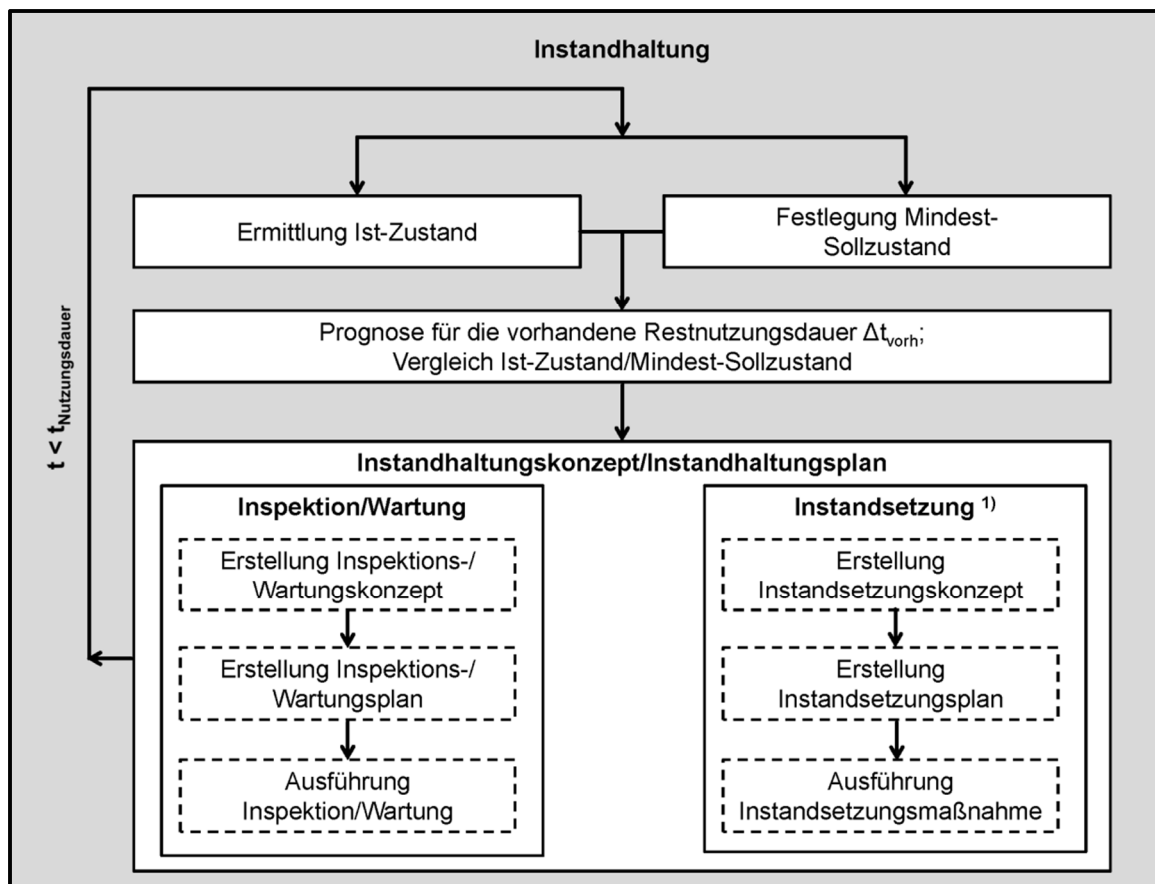 Instandhaltung
Ermittlung Ist-Zustand
Festlegung Mindest-
Sollzustand
t < tNutzungsdauer
Prognose für die vorhandene Restnutzungsdauer Δtvorh;
Vergleich Ist-Zustand/Mindest-Sollzustand
Instandhaltungskonzept/Instandhaltungsplan
Inspektion/Wartung
Erstellung Inspektions-/
Wartungskonzept
Erstellung Inspektions-/
Wartungsplan
Ausführung
Inspektion/Wartung
Instandsetzung 1)
Erstellung
Instandsetzungskonzept
Erstellung
Instandsetzungsplan
Ausführung
Instandsetzungsmaßnahme